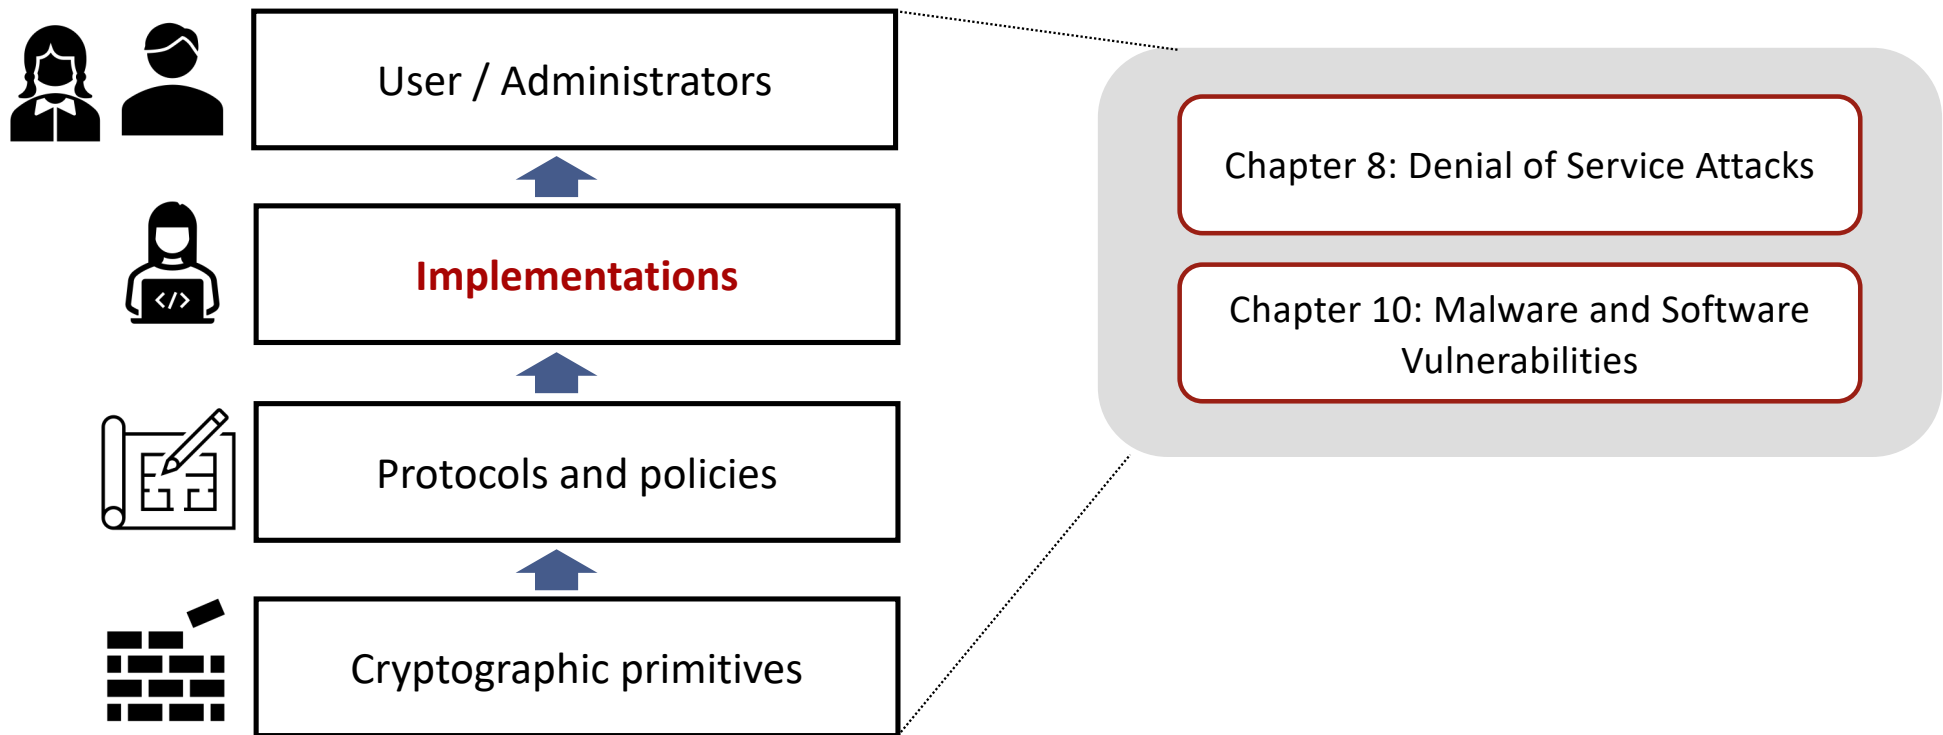 User / Administrators
Implementations
</>
Protocols and policies
Cryptographic primitives
Chapter 8: Denial of Service Attacks
Chapter 10: Malware and Software
Vulnerabilities